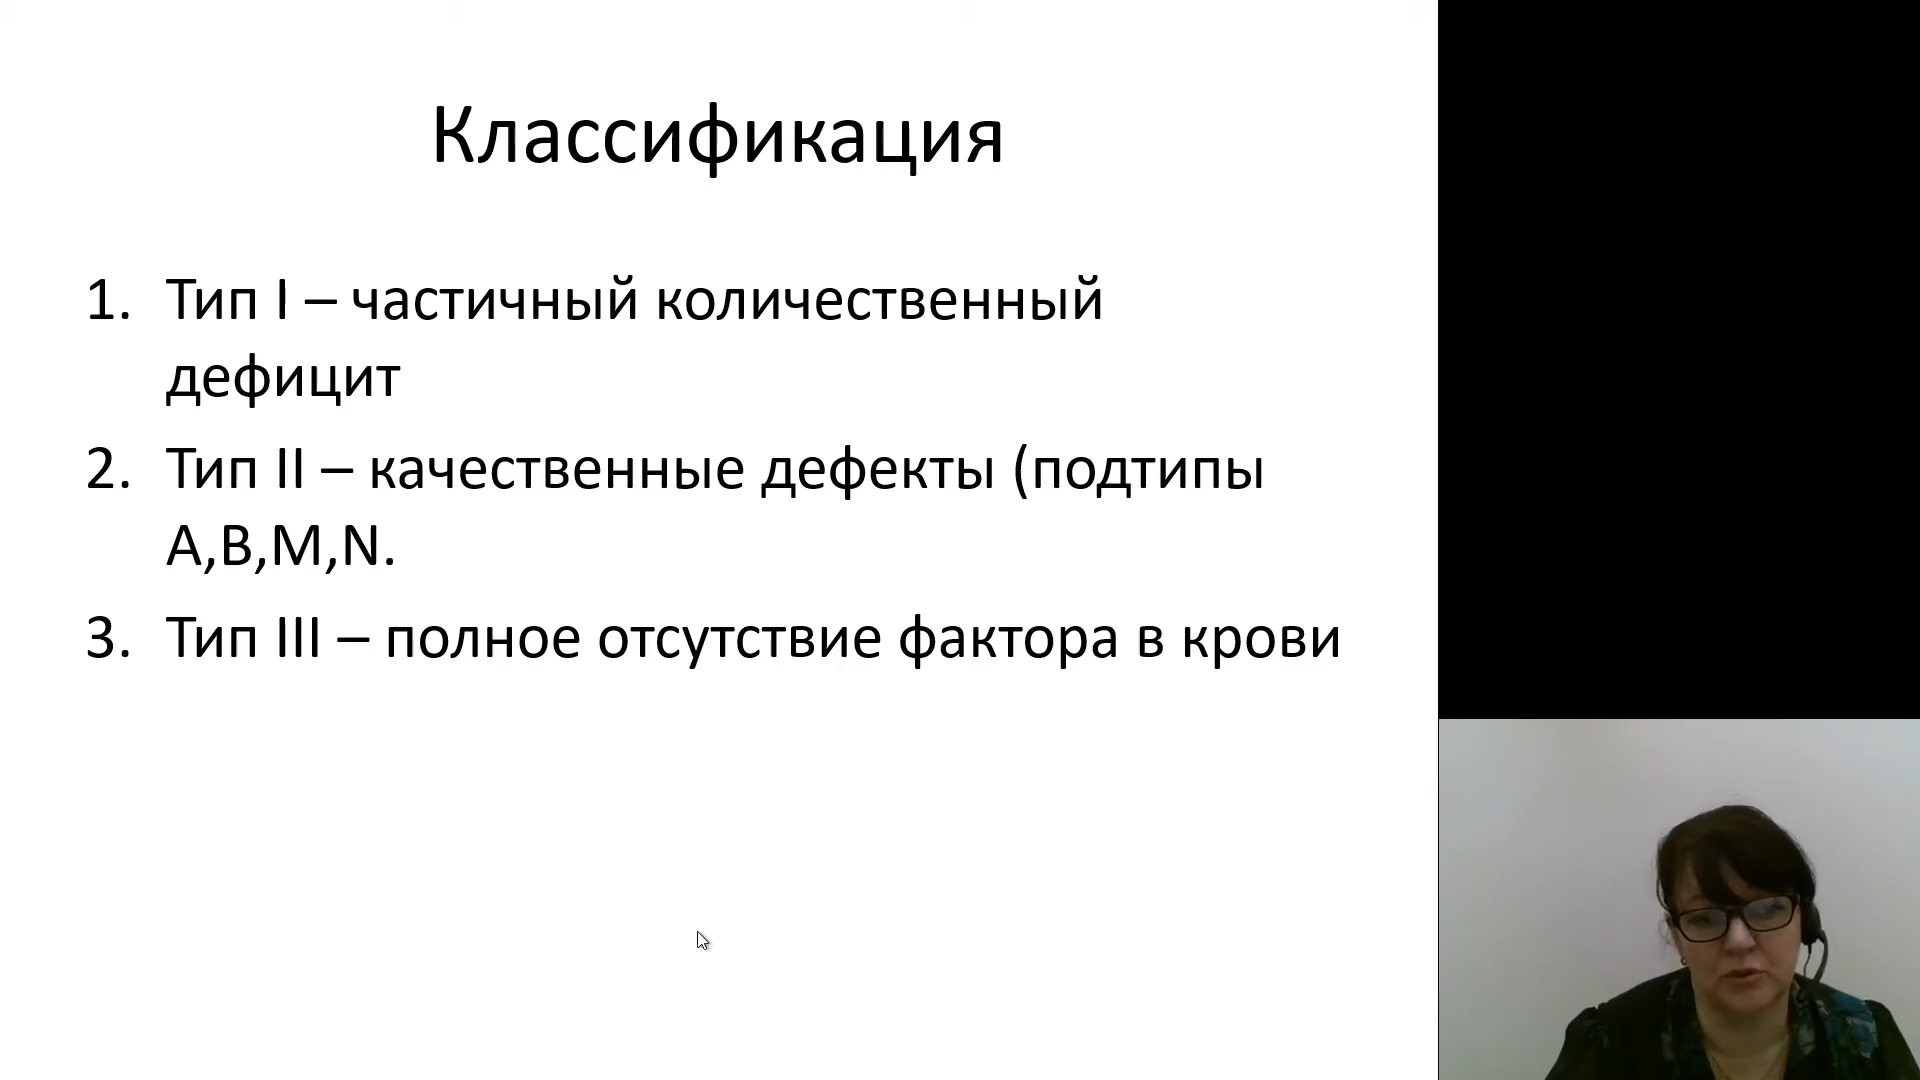 Классификация
1. Тип I – частичный количественный
дефицит
2. Тип II – качественные дефекты (подтипы
A,B,M,N.
3. Тип III – полное отсутствие фактора в крови